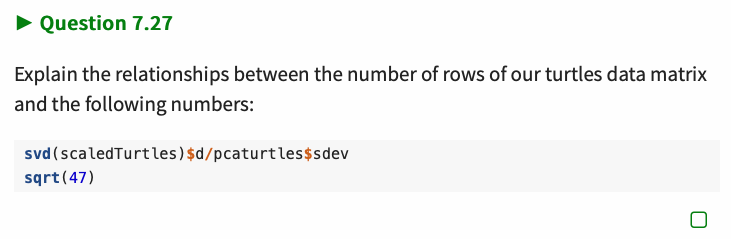 ► Question 7.27
Explain the relationships between the number of rows of our turtles data matrix
and the following numbers:
svd(scaledTurtles)$d/pcaturtles$sdev
sqrt(47)